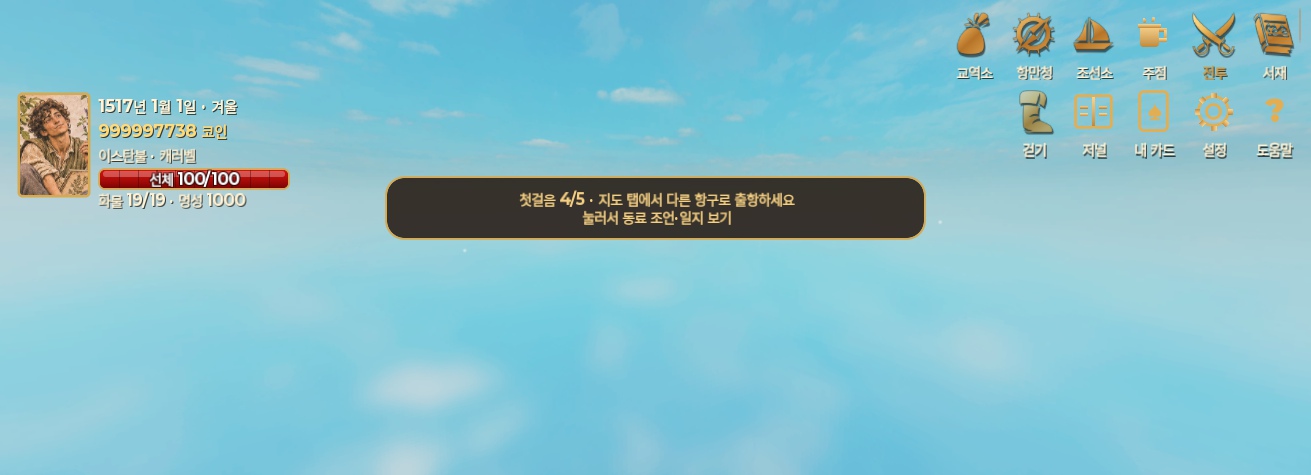 교역소
항만청
조선소
주점
전투
서재
1517년 1월 1일 · 겨울
999997738 코인
이스탄불 · 캐러벨
선체 100/100
화물 19/19 · 명성 1000
걷기
저널
내 카드
설정
도움말
첫걸음 4/5 · 지도 탭에서 다른 항구로 출항하세요
눌러서 동료 조언·일지 보기